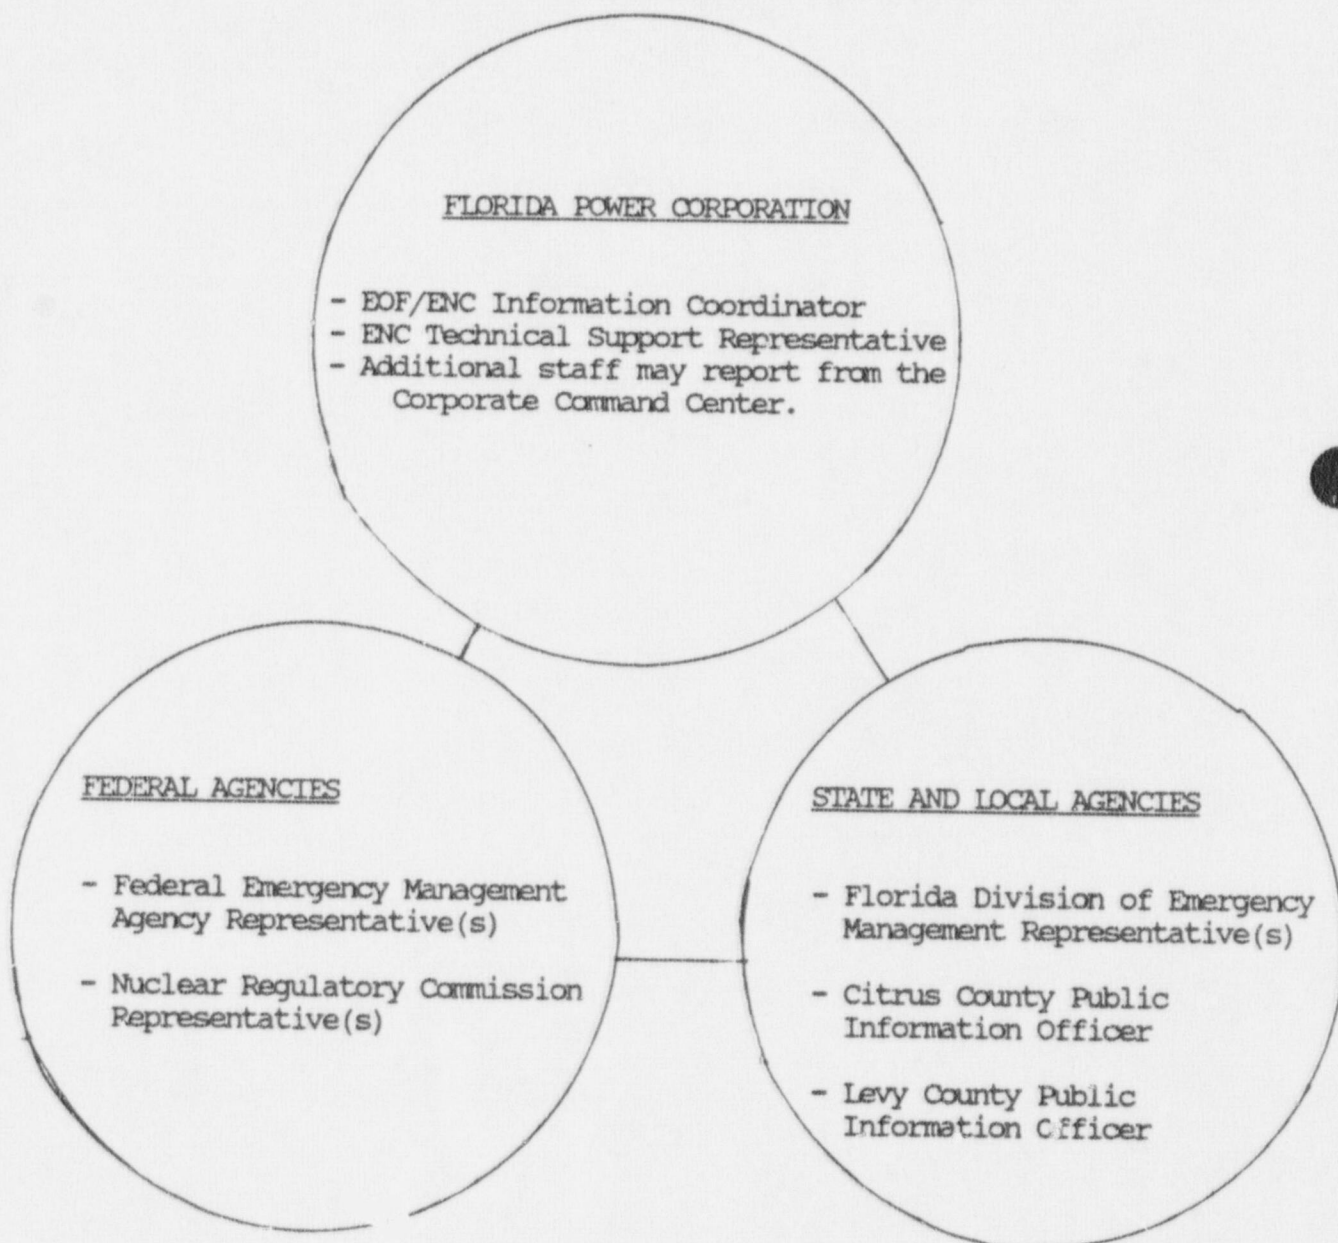 FLORIDA POWER CORPORATION
- EOF/ENC Information Coordinator
- ENC Technical Support Representative
- Additional staff may report from the
Corporate Command Center.
FEDERAL AGENCIES
- Federal Emergency Management
Agency Representative(s)
- Nuclear Regulatory Commission
Representative(s)
STATE AND LOCAL AGENCIES
- Florida Division of Emergency
Management Representative(s)
- Citrus County Public
Information Officer
- Levy County Public
Information Officer